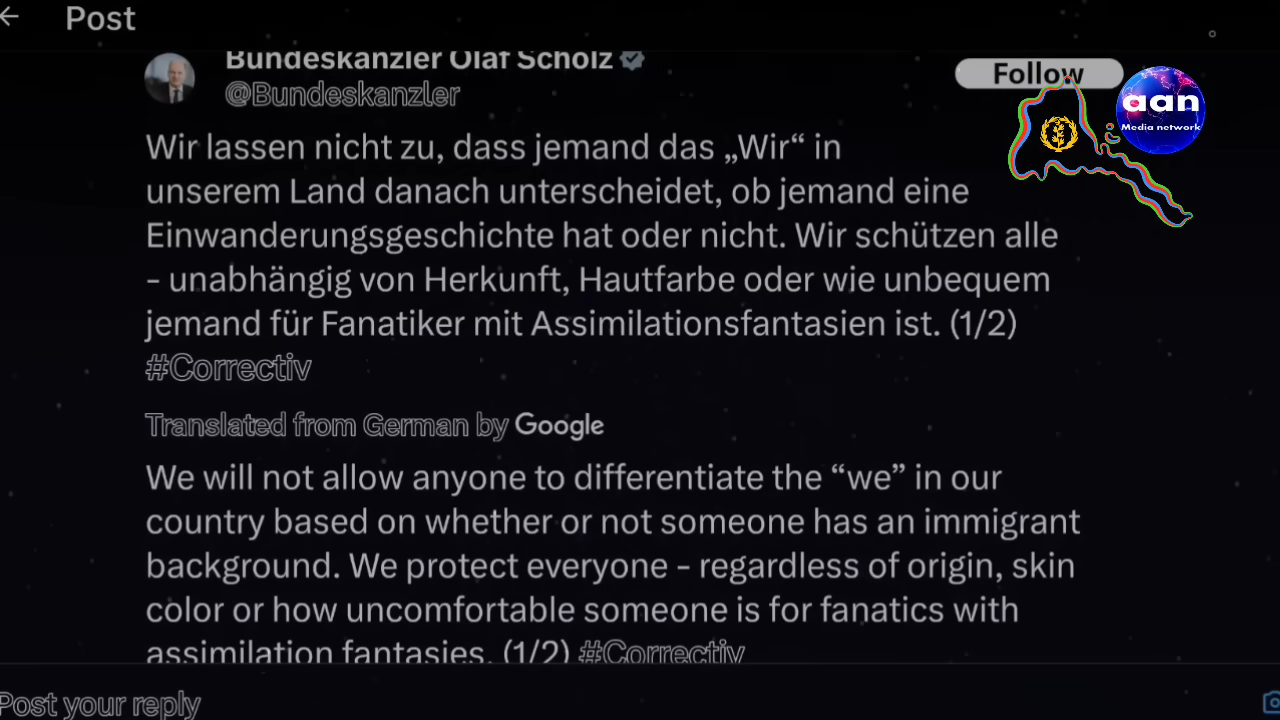 Post
Bundeskanzler Olaf Scholz
@Bundeskanzler
Follow
aan
Media network
Wir lassen nicht zu, dass jemand das „Wir“ in
unserem Land danach unterscheidet, ob jemand eine
Einwanderungsgeschichte hat oder nicht. Wir schützen alle
- unabhängig von Herkunft, Hautfarbe oder wie unbequem
jemand für Fanatiker mit Assimilationsfantasien ist. (1/2)
#Correctiv
Translated from German by Google
We will not allow anyone to differentiate the “we” in our
country based on whether or not someone has an immigrant
background. We protect everyone - regardless of origin, skin
color or how uncomfortable someone is for fanatics with
assimilation fantasies. (1/2) #Correctiv
Post your reply